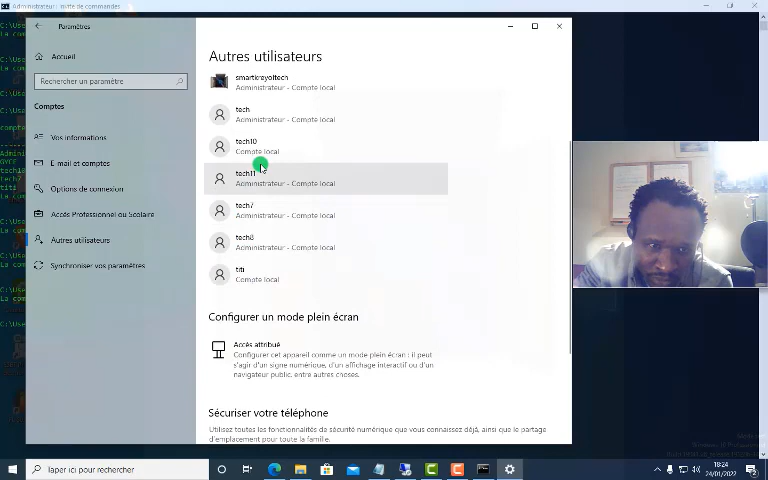 Administrateur : Invite de commandes
Paramètres
Accueil
Rechercher un paramètre
Comptes
Vos informations
E-mail et comptes
Options de connexion
Accès Professionnel ou Scolaire
Autres utilisateurs
Synchroniser vos paramètres
Autres utilisateurs
smartkreyoltech
Administrateur - Compte local
tech
Administrateur - Compte local
tech10
Compte local
tech11
Administrateur - Compte local
tech7
Administrateur - Compte local
tech8
Administrateur - Compte local
titi
Compte local
Configurer un mode plein écran
Accès attribué
Configurer cet appareil comme un mode plein écran : il peut
s'agir d'un signe numérique, d'un affichage interactif ou d'un
navigateur public, entre autres choses.
Sécuriser votre téléphone
Utilisez toutes les fonctionnalités de sécurité numérique que vous connaissez déjà, ainsi que le partage
d'emplacement pour toute la famille.
Taper ici pour rechercher
18:24
24/01/2022